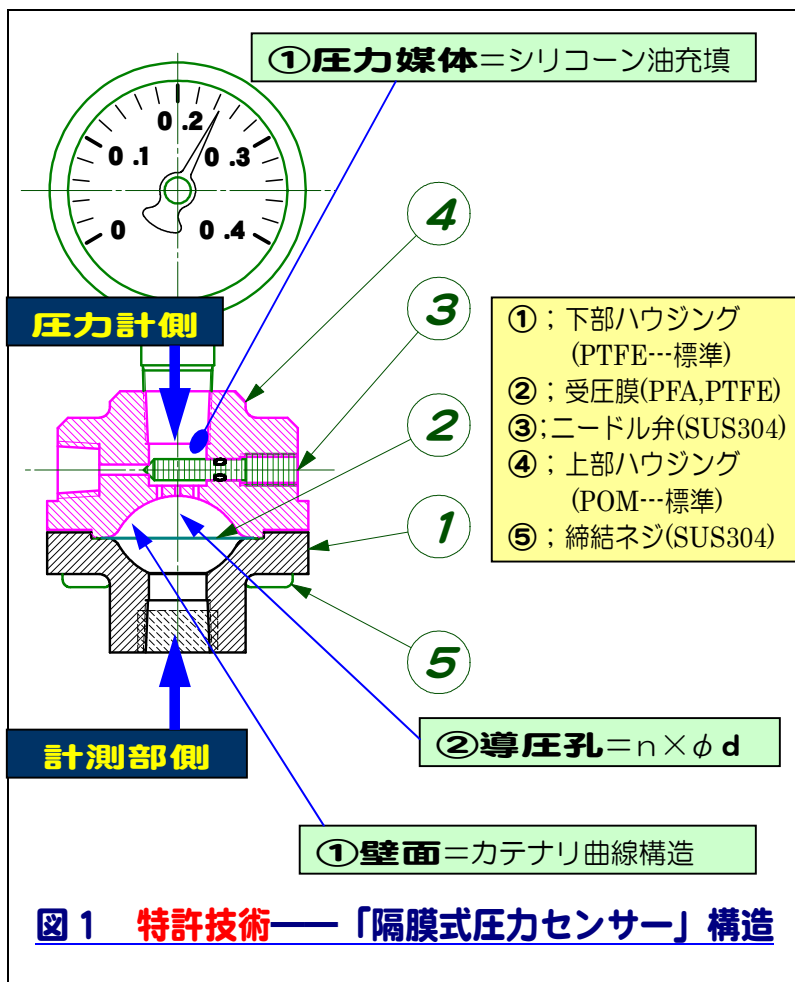 ①圧力媒体＝シリコーン油充填
0 .2
0 .1
0 .3
0
0 .4
4
圧力計側
3
①；下部ハウジング
(PTFE---標準)
②；受圧膜(PFA,PTFE)
③;ニードル弁(SUS304)
④；上部ハウジング
(POM---標準)
⑤；締結ネジ(SUS304)
2
1
5
②導圧孔＝n×φd
計測部側
①壁面＝カテナリ曲線構造
図1 特許技術――「隔膜式圧力センサー」構造